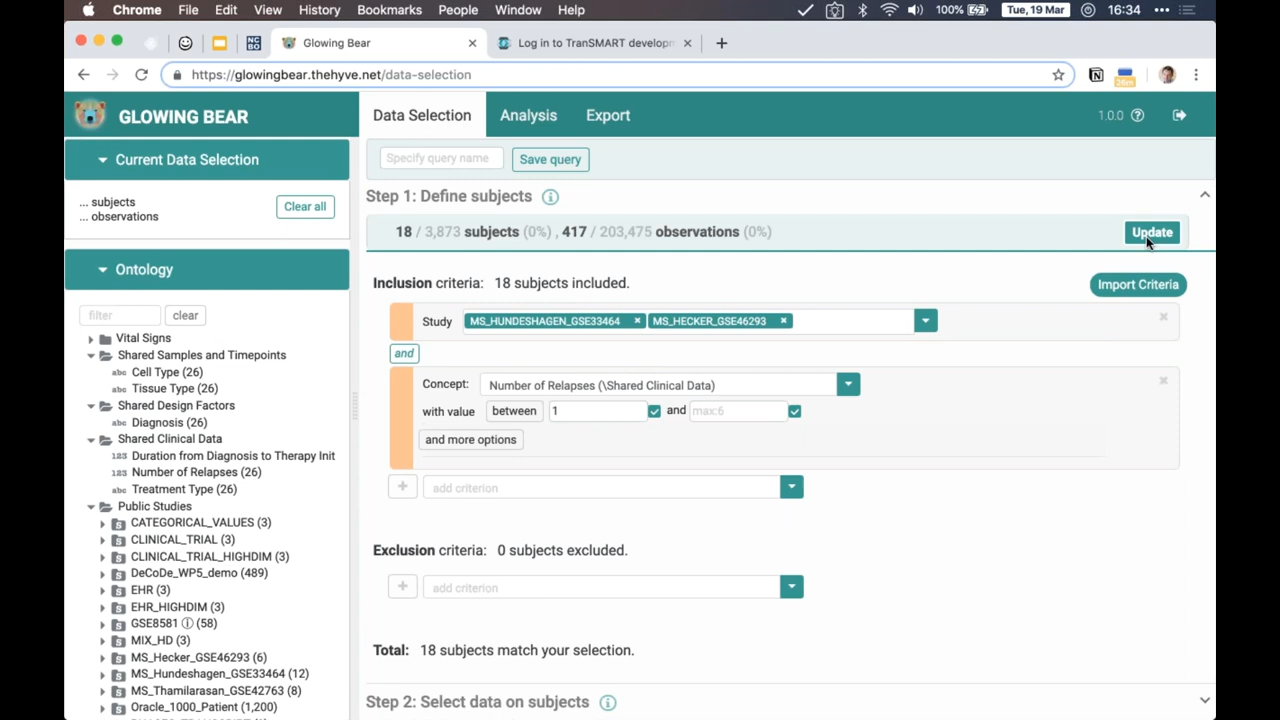 Chrome File Edit View History Bookmarks People Window Help 100% Tue, 19 Mar 16:34
Glowing Bear Log in to TranSMART developm
https://glowingbear.thehyve.net/data-selection
GLOWING BEAR Data Selection Analysis Export 1.0.0
Current Data Selection
... subjects
... observations
Clear all
Ontology
filter clear
Vital Signs
Shared Samples and Timepoints
abc Cell Type (26)
abc Tissue Type (26)
Shared Design Factors
abc Diagnosis (26)
Shared Clinical Data
123 Duration from Diagnosis to Therapy Init
123 Number of Relapses (26)
abc Treatment Type (26)
Public Studies
CATEGORICAL_VALUES (3)
CLINICAL_TRIAL (3)
CLINICAL_TRIAL_HIGHDIM (3)
DeCoDe_WP5_demo (489)
EHR (3)
EHR_HIGHDIM (3)
GSE8581 (58)
MIX_HD (3)
MS_Hecker_GSE46293 (6)
MS_Hundeshagen_GSE33464 (12)
MS_Thamilarasan_GSE42763 (8)
Oracle_1000_Patient (1,200)
Specify query name Save query
Step 1: Define subjects
18 / 3,873 subjects (0%) , 417 / 203,475 observations (0%) Update
Inclusion criteria: 18 subjects included. Import Criteria
Study MS_HUNDESHAGEN_GSE33464 × MS_HECKER_GSE46293 ×
and
Concept: Number of Relapses (\Shared Clinical Data)
with value between 1 and max:6
and more options
+ add criterion
Exclusion criteria: 0 subjects excluded.
+ add criterion
Total: 18 subjects match your selection.
Step 2: Select data on subjects